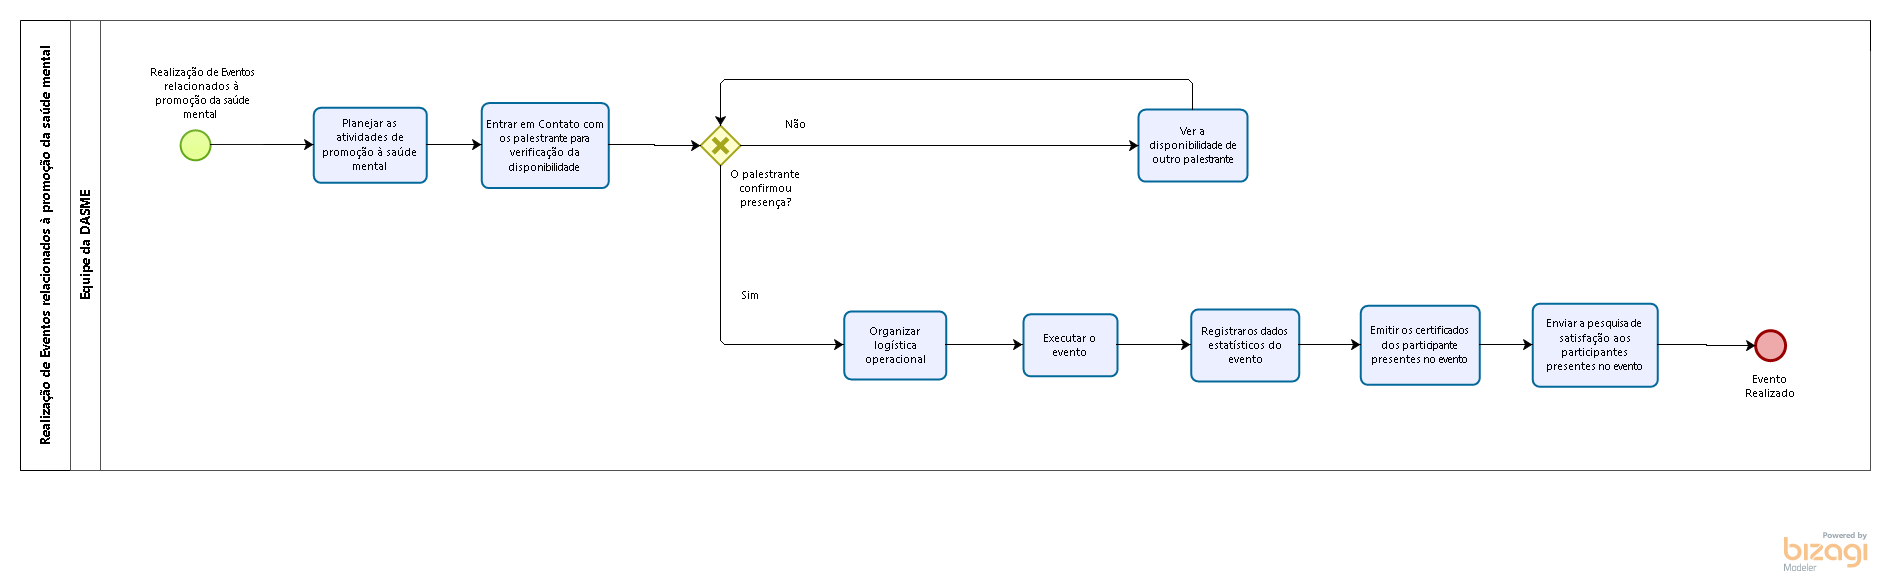 Realização de Eventos relacionados à promoção da saúde mental
Equipe da DASME
Realização de Eventos
relacionados à
promoção da saúde
mental
Planejar as
atividades de
promoção à saúde
mental
Entrar em Contato com
os palestrante para
verificação da
disponibilidade
O palestrante
confirmou
presença?
Não
Ver a
disponibilidade de
outro palestrante
Sim
Organizar
logística
operacional
Executar o
evento
Registraros dados
estatísticos do
evento
Emitir os certificados
dos participante
presentes no evento
Enviar a pesquisa de
satisfação aos
participantes
presentes no evento
Evento
Realizado
Powered by
bizagi
Modeler